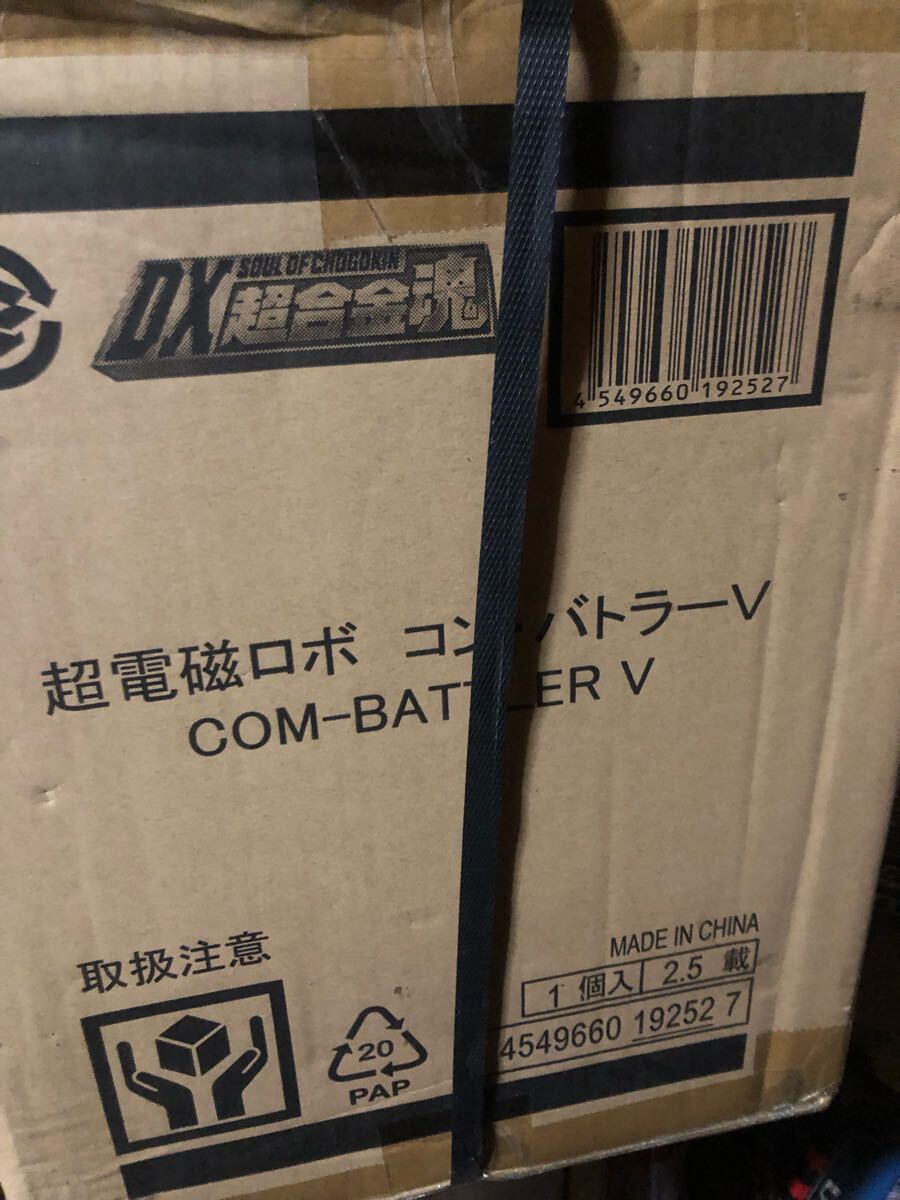 SOUL OF CHOGOKIN
DX超合金魂
4 549660 192527
超電磁ロボ コン・バトラーV
COM-BATTLER V
取扱注意
MADE IN CHINA
1 個入 2.5 載
4549660 19252 7
20
PAP